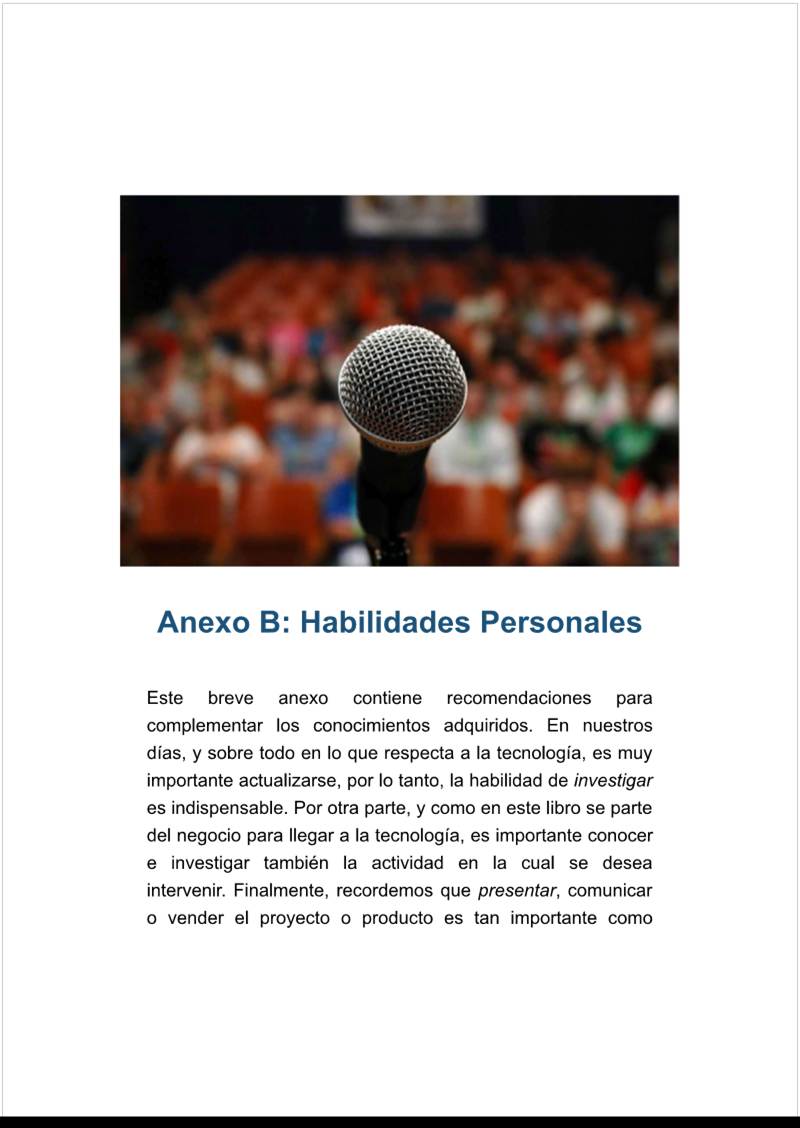 Anexo B: Habilidades Personales
Este breve anexo contiene recomendaciones para
complementar los conocimientos adquiridos. En nuestros
días, y sobre todo en lo que respecta a la tecnología, es muy
importante actualizarse, por lo tanto, la habilidad de investigar
es indispensable. Por otra parte, y como en este libro se parte
del negocio para llegar a la tecnología, es importante conocer
e investigar también la actividad en la cual se desea
intervenir. Finalmente, recordemos que presentar, comunicar
o vender el proyecto o producto es tan importante como